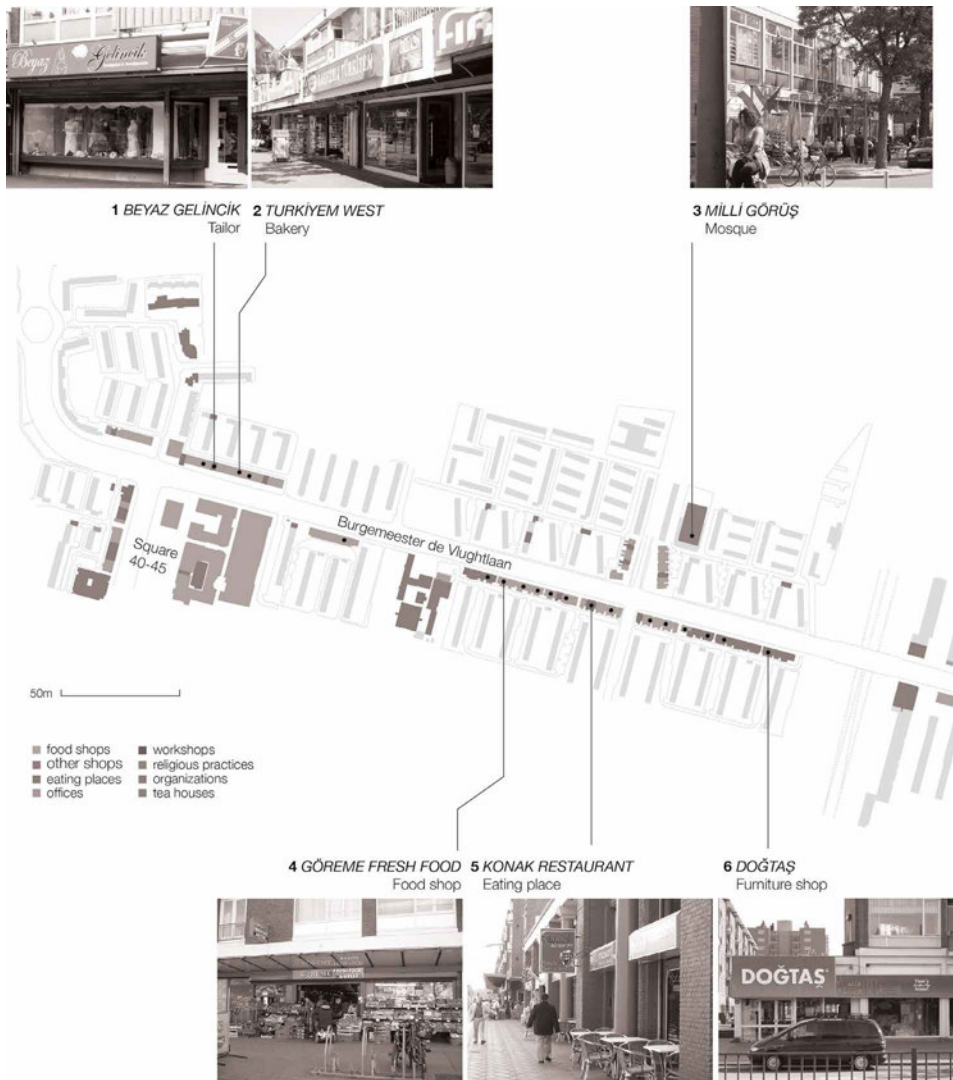 Beyaz Gelincik
1 BEYAZ GELINCIK
Tailor
2 TURKİYEM WEST
Bakery
3 MİLLİ GÖRÜŞ
Mosque
Burgemeester de Vlughtlaan
Square
40-45
50m
food shops
other shops
eating places
offices
workshops
religious practices
organizations
tea houses
4 GÖREME FRESH FOOD
Food shop
5 KONAK RESTAURANT
Eating place
6 DOĞTAŞ
Furniture shop
DOĞTAŞ